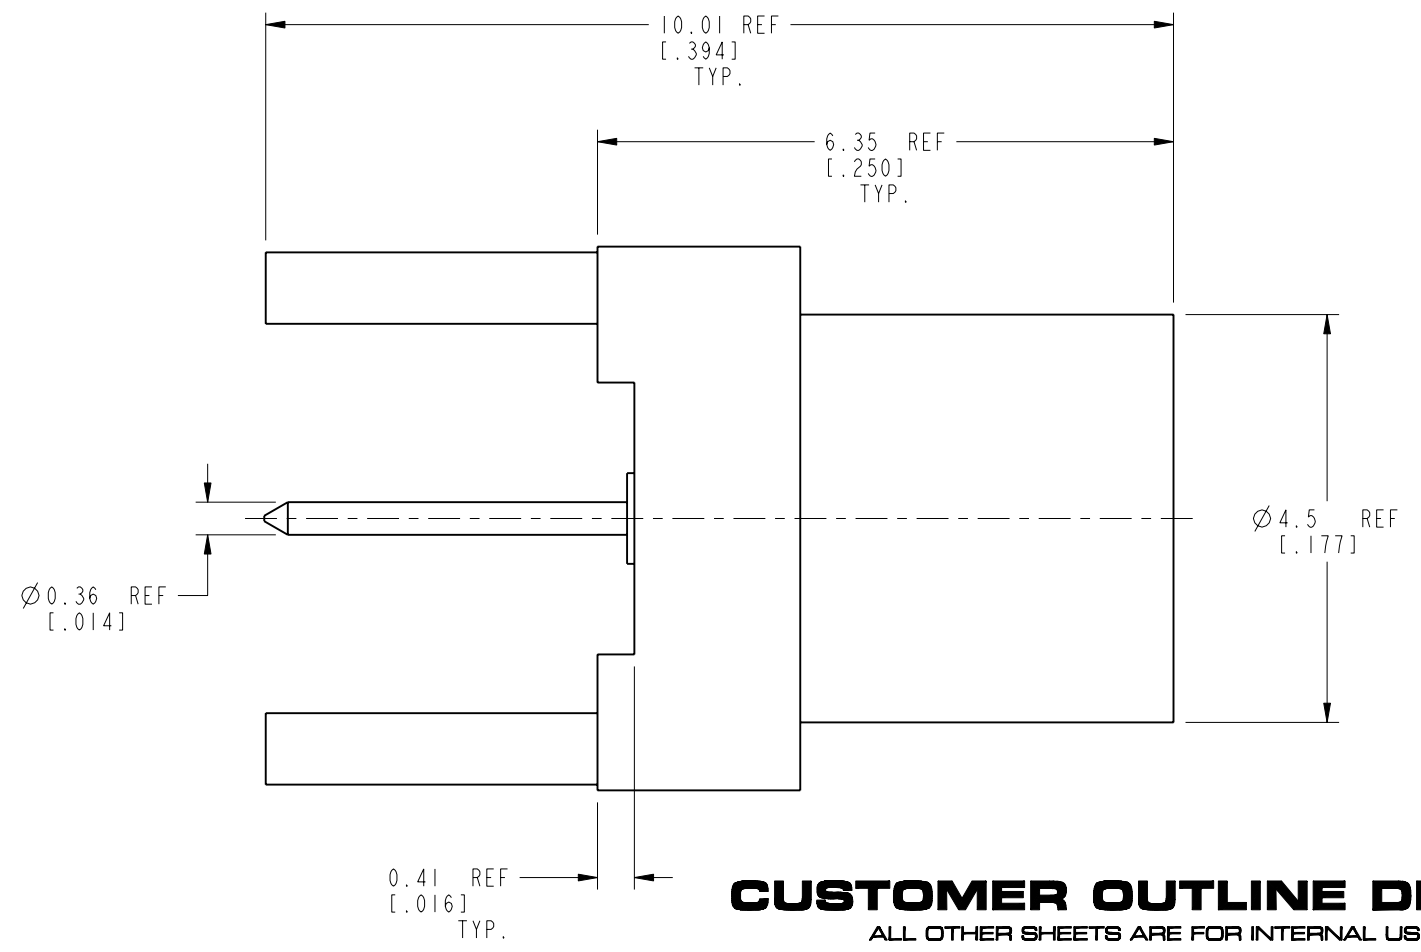 10.01 REF
[.394]
TYP.
6.35 REF
[.250]
TYP.
Ø4.5 REF
[.177]
Ø0.36 REF
[.014]
0.41 REF
[.016]
TYP.
CUSTOMER OUTLINE
ALL OTHER SHEETS ARE FOR INTERNAL US